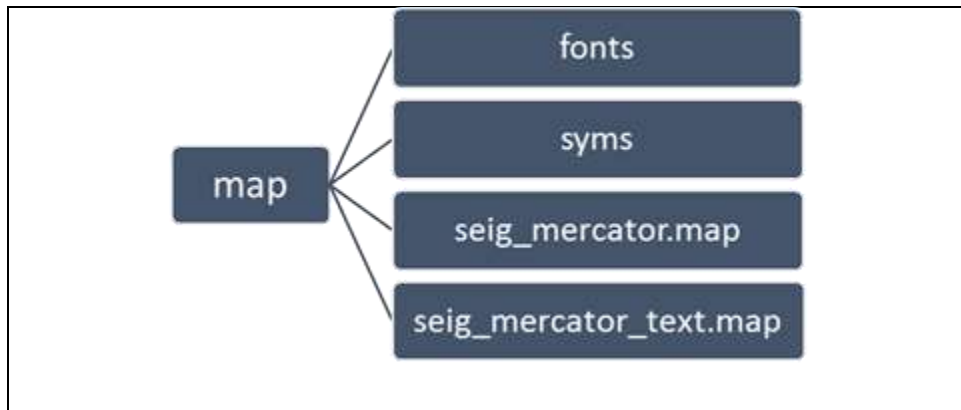 map
fonts
syms
seig_mercator.map
seig_mercator_text.map